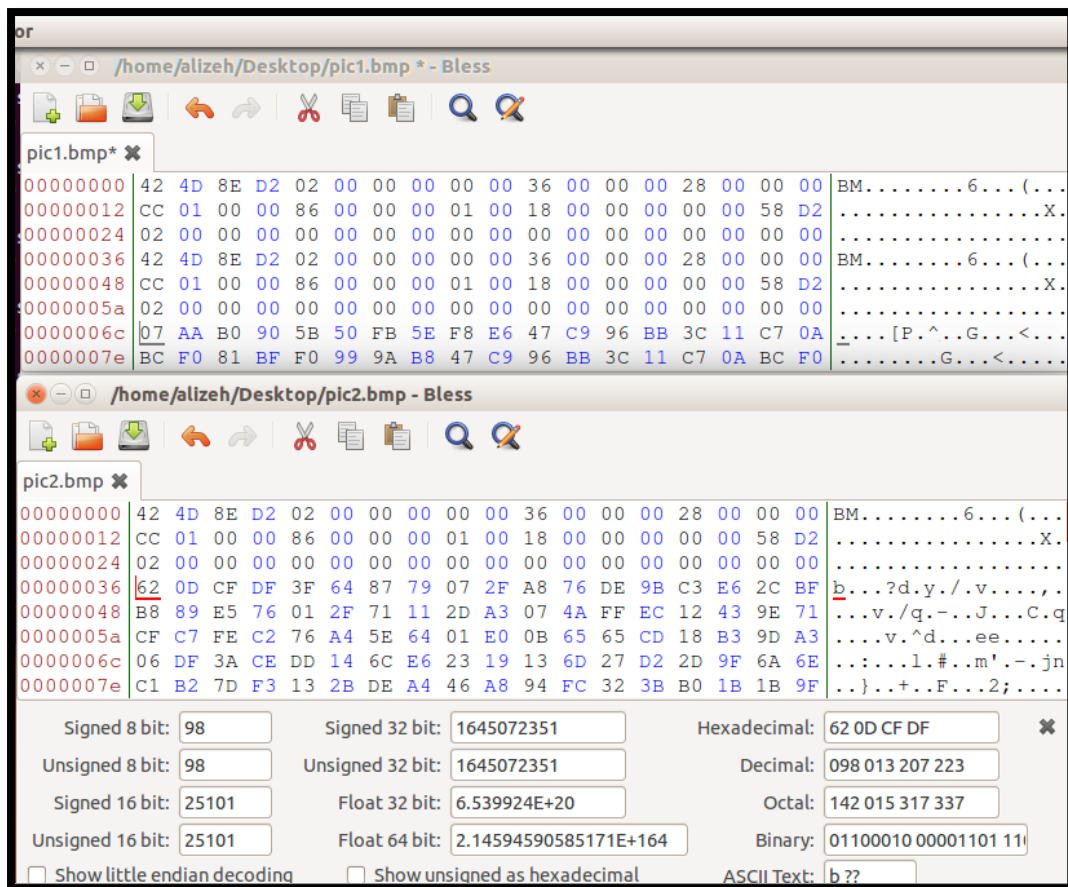 or
/home/alizeh/Desktop/pic1.bmp * - Bless
pic1.bmp*
00000000 42 4D 8E D2 02 00 00 00 00 00 36 00 00 00 28 00 00 00 BM........6...(...
00000012 CC 01 00 00 86 00 00 00 01 00 18 00 00 00 00 00 58 D2 ................X.
00000024 02 00 00 00 00 00 00 00 00 00 00 00 00 00 00 00 00 00 ..................
00000036 42 4D 8E D2 02 00 00 00 00 00 36 00 00 00 28 00 00 00 BM........6...(...
00000048 CC 01 00 00 86 00 00 00 01 00 18 00 00 00 00 00 58 D2 ................X.
0000005a 02 00 00 00 00 00 00 00 00 00 00 00 00 00 00 00 00 00 ..................
0000006c 07 AA B0 90 5B 50 FB 5E F8 E6 47 C9 96 BB 3C 11 C7 0A ....[P.^..G...<...
0000007e BC F0 81 BF F0 99 9A B8 47 C9 96 BB 3C 11 C7 0A BC F0 ........G...<.....
/home/alizeh/Desktop/pic2.bmp - Bless
pic2.bmp
00000000 42 4D 8E D2 02 00 00 00 00 00 36 00 00 00 28 00 00 00 BM........6...(...
00000012 CC 01 00 00 86 00 00 00 01 00 18 00 00 00 00 00 58 D2 ................X.
00000024 02 00 00 00 00 00 00 00 00 00 00 00 00 00 00 00 00 00 ..................
00000036 62 0D CF DF 3F 64 87 79 07 2F A8 76 DE 9B C3 E6 2C BF b...?d.y./.v....,.
00000048 B8 89 E5 76 01 2F 71 11 2D A3 07 4A FF EC 12 43 9E 71 ...v./q.-..J...C.q
0000005a CF C7 FE C2 76 A4 5E 64 01 E0 0B 65 65 CD 18 B3 9D A3 ....v.^d...ee.....
0000006c 06 DF 3A CE DD 14 6C E6 23 19 13 6D 27 D2 2D 9F 6A 6E ..:...l.#..m'.-.jn
0000007e C1 B2 7D F3 13 2B DE A4 46 A8 94 FC 32 3B B0 1B 1B 9F ..}..+..F...2;....
Signed 8 bit: 98 Signed 32 bit: 1645072351 Hexadecimal: 62 0D CF DF
Unsigned 8 bit: 98 Unsigned 32 bit: 1645072351 Decimal: 098 013 207 223
Signed 16 bit: 25101 Float 32 bit: 6.539924E+20 Octal: 142 015 317 337
Unsigned 16 bit: 25101 Float 64 bit: 2.14594590585171E+164 Binary: 01100010 00001101 11
Show little endian decoding Show unsigned as hexadecimal ASCII Text: b ??